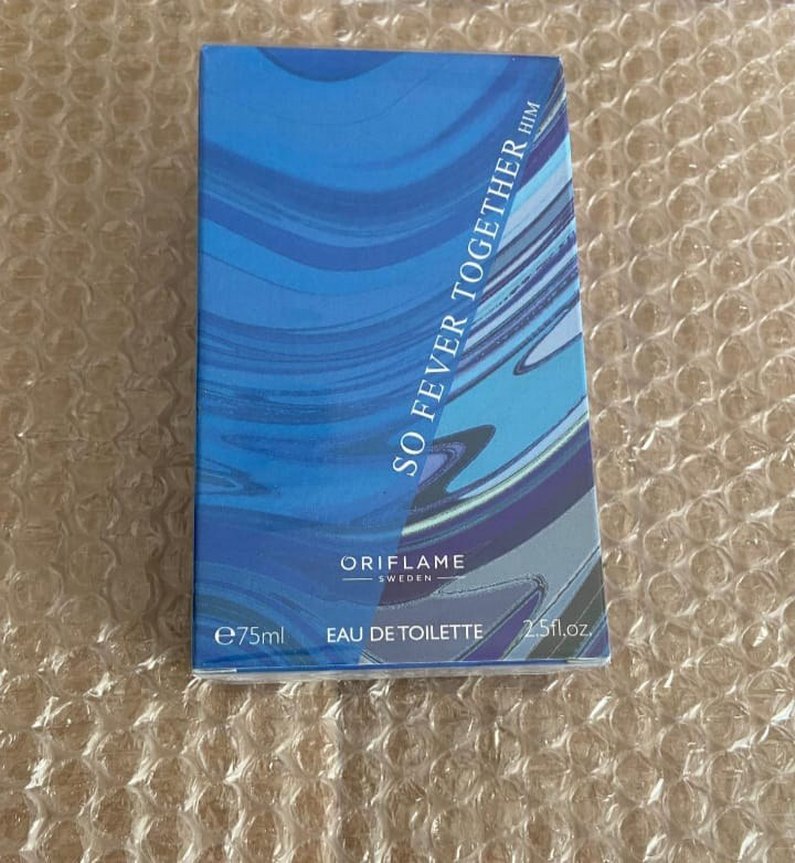 SO FEVER TOGETHER HIM
ORIFLAME
SWEDEN
℮75ml EAU DE TOILETTE 2.5fl.oz.